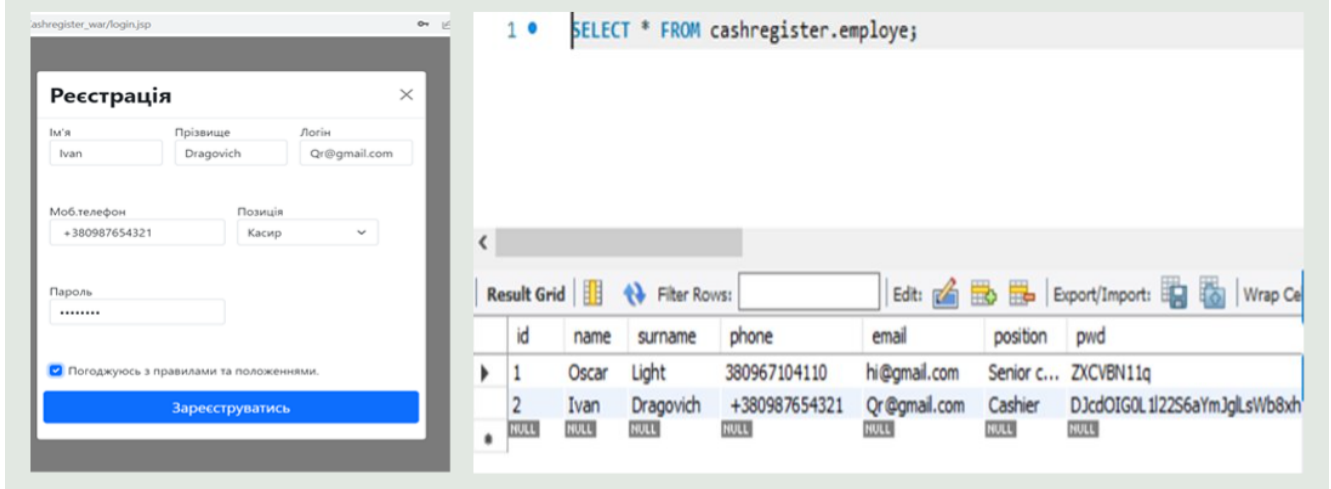 ashregister_war/login.jsp
Реєстрація
Ім'я Прізвище Логін
Ivan Dragovich Qr@gmail.com
Моб.телефон Позиція
+380987654321 Касир
Пароль
••••••••
Погоджуюсь з правилами та положеннями.
Зареєструватись
1 SELECT * FROM cashregister.employe;
Result Grid Filter Rows: Edit: Export/Import: Wrap Ce
id name surname phone email position pwd
1 Oscar Light 380967104110 hi@gmail.com Senior c... ZXCVBN11q
2 Ivan Dragovich +380987654321 Qr@gmail.com Cashier
NULL NULL NULL NULL NULL NULL NULL